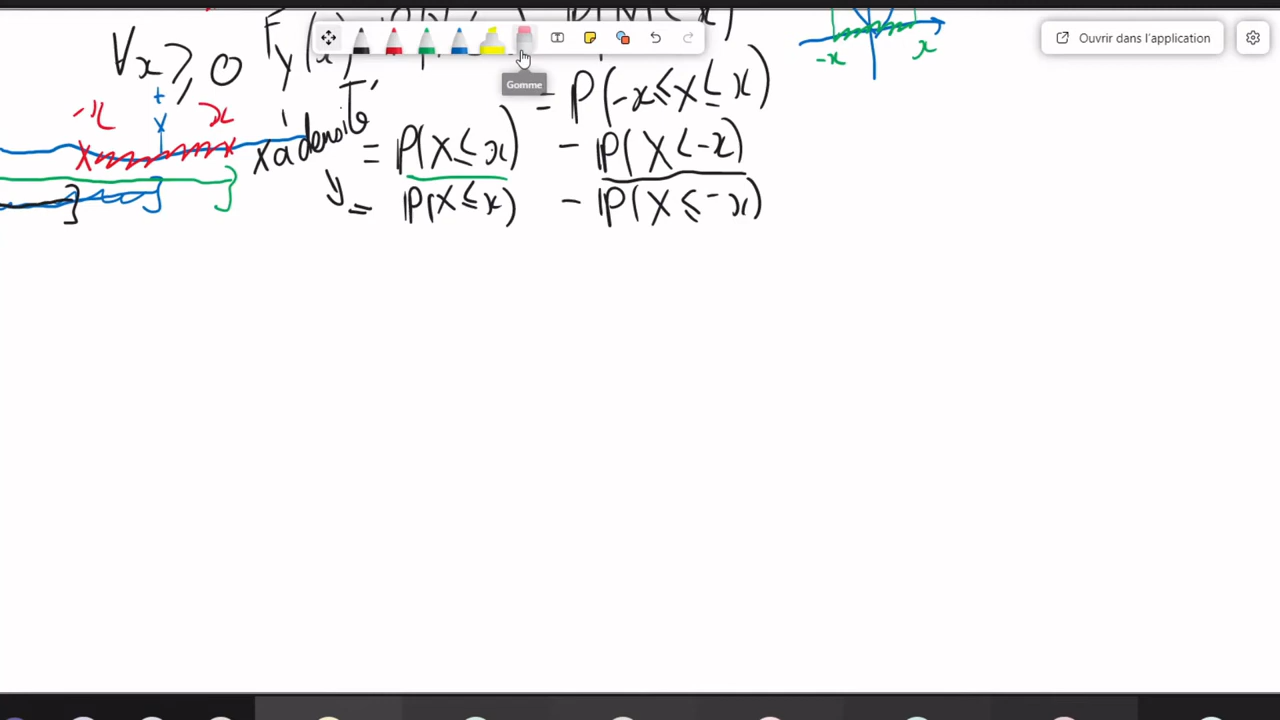 Ouvrir dans l'application
Gomme
∀x ⩾ 0 F_Y(x)
= P(-x ⩽ X ⩽ x)
-x x
X a densité = P(X ⩽ x) - P(X < -x)
= P(X ⩽ x) - P(X ⩽ -x)
-x x